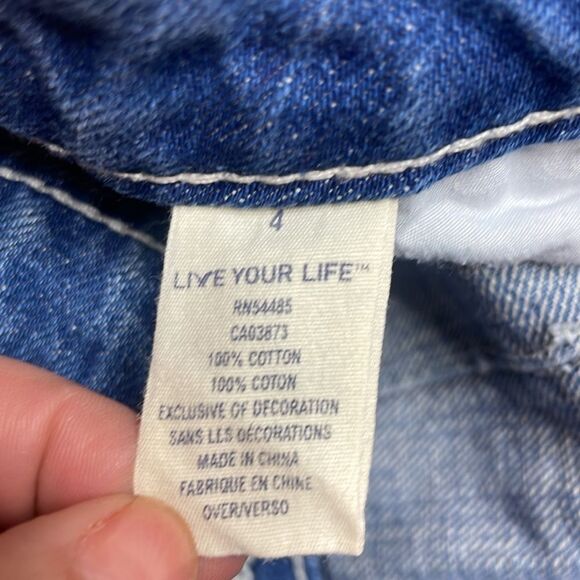 4
LIVE YOUR LIFE™
RN54485
CA03873
100% COTTON
100% COTON
EXCLUSIVE OF DECORATION
SANS LES DÉCORATIONS
MADE IN CHINA
FABRIQUE EN CHINE
OVER/VERSO